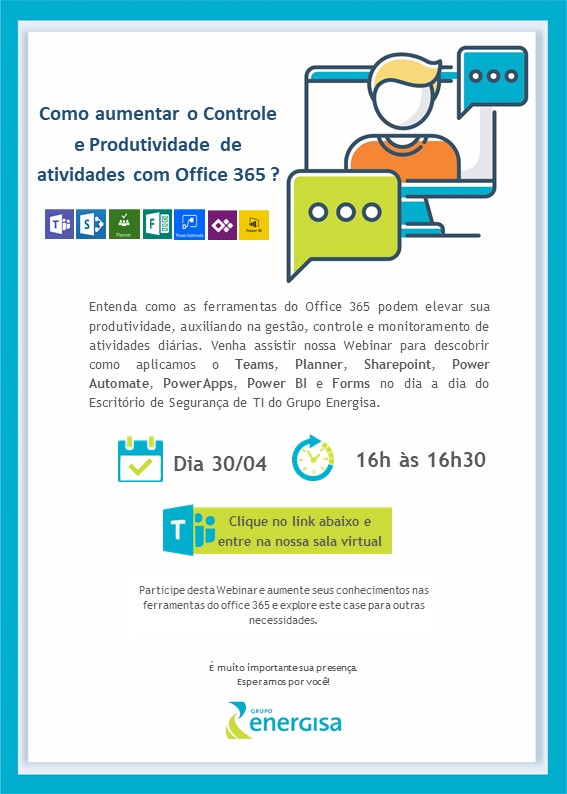 Como aumentar o Controle
e Produtividade de
atividades com Office 365 ?
T S Planner F Power Automate Power BI
Entenda como as ferramentas do Office 365 podem elevar sua
produtividade, auxiliando na gestão, controle e monitoramento de
atividades diárias. Venha assistir nossa Webinar para descobrir
como aplicamos o Teams, Planner, Sharepoint, Power
Automate, PowerApps, Power BI e Forms no dia a dia do
Escritório de Segurança de TI do Grupo Energisa.
Dia 30/04
16h às 16h30
T
Clique no link abaixo e
entre na nossa sala virtual
Participe desta Webinar e aumente seus conhecimentos nas
ferramentas do office 365 e explore este case para outras
necessidades.
É muito importante sua presença.
Esperamos por você!
GRUPO
energisa